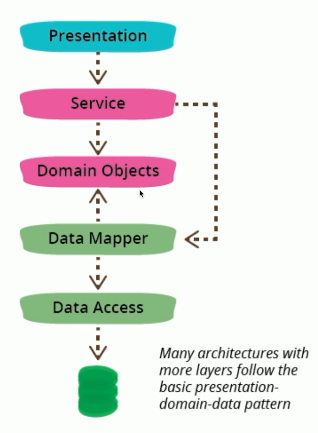 Presentation
Service
Domain Objects
Data Mapper
Data Access
Many architectures with
more layers follow the
basic presentation-
domain-data pattern